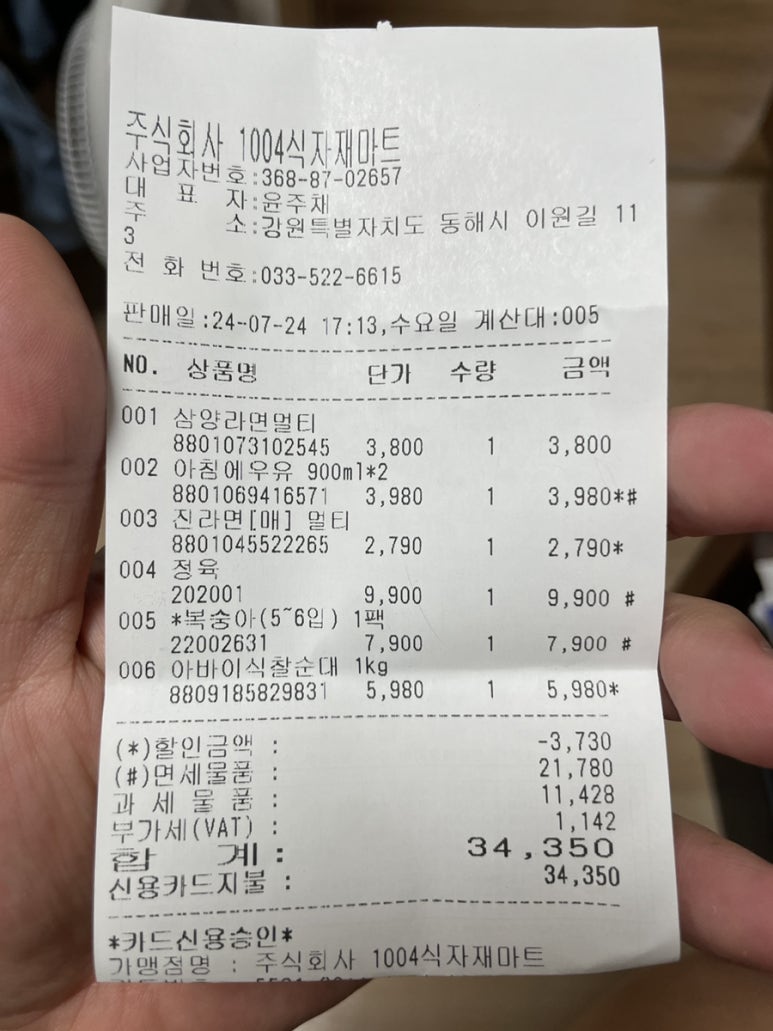 주식회사 1004식자재마트
사업자번호:368-87-02657
대 표 자:윤주채
주 소:강원특별자치도 동해시 이원길 11
3
전 화 번호:033-522-6615
판매일:24-07-24 17:13,수요일 계산대:005
NO. 상품명 단가 수량 금액
001 삼양라면멀티
8801073102545 3,800 1 3,800
002 아침에우유 900ml*2
8801069416571 3,980 1 3,980*#
003 진라면[매] 멀티
8801045522265 2,790 1 2,790*
004 정육
202001 9,900 1 9,900 #
005 *복숭아(5~6입) 1팩
22002631 7,900 1 7,900 #
006 아바이식찰순대 1kg
8809185829831 5,980 1 5,980*
(*)할인금액 : -3,730
(#)면세물품 : 21,780
과 세 물 품 : 11,428
부가세(VAT) : 1,142
합 계: 34,350
신용카드지불 : 34,350
*카드신용승인*
가맹점명 : 주식회사 1004식자재마트